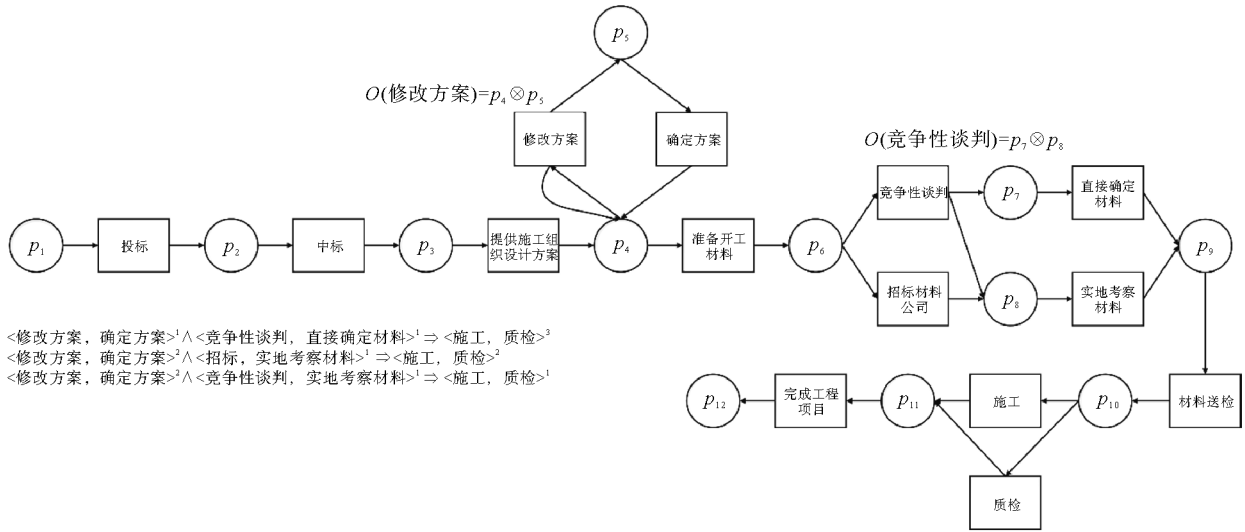 p₅
O(修改方案)=p₄⊗p₅
修改方案
确定方案
O(竞争性谈判)=p₇⊗p₈
竞争性谈判
p₇
直接确定
材料
p₁
投标
p₂
中标
p₃
提供施工组
织设计方案
p₄
准备开工
材料
p₆
p₉
招标材料
公司
p₈
实地考察
材料
<修改方案，确定方案>¹∧<竞争性谈判，直接确定材料>¹⇒<施工，质检>³
<修改方案，确定方案>²∧<招标，实地考察材料>¹⇒<施工，质检>²
<修改方案，确定方案>²∧<竞争性谈判，实地考察材料>¹⇒<施工，质检>¹
p₁₂
完成工程
项目
p₁₁
施工
p₁₀
材料送检
质检